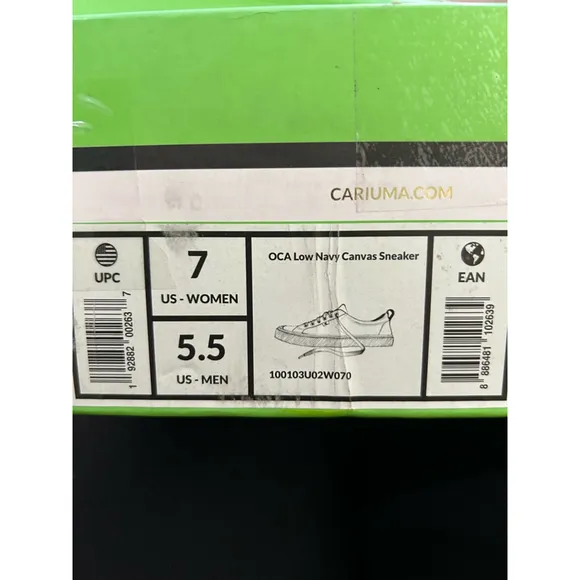 CARIUMA.COM
UPC
1 92882 00263 7
7
US - WOMEN
5.5
US - MEN
OCA Low Navy Canvas Sneaker
100103U02W070
EAN
8 886481 102639